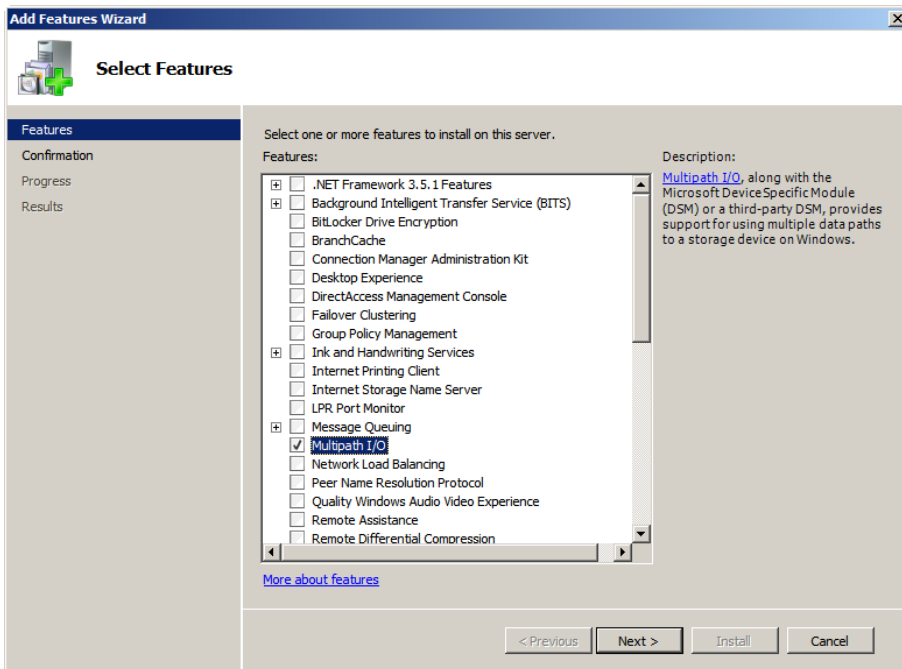 Add Features Wizard
Select Features
Features
Confirmation
Progress
Results
Select one or more features to install on this server.
Features:
.NET Framework 3.5.1 Features
Background Intelligent Transfer Service (BITS)
BitLocker Drive Encryption
BranchCache
Connection Manager Administration Kit
Desktop Experience
DirectAccess Management Console
Failover Clustering
Group Policy Management
Ink and Handwriting Services
Internet Printing Client
Internet Storage Name Server
LPR Port Monitor
Message Queuing
Multipath I/O
Network Load Balancing
Peer Name Resolution Protocol
Quality Windows Audio Video Experience
Remote Assistance
Remote Differential Compression
More about features
Description:
Multipath I/O, along with the
Microsoft Device Specific Module
(DSM) or a third-party DSM, provides
support for using multiple data paths
to a storage device on Windows.
< Previous
Next >
Install
Cancel